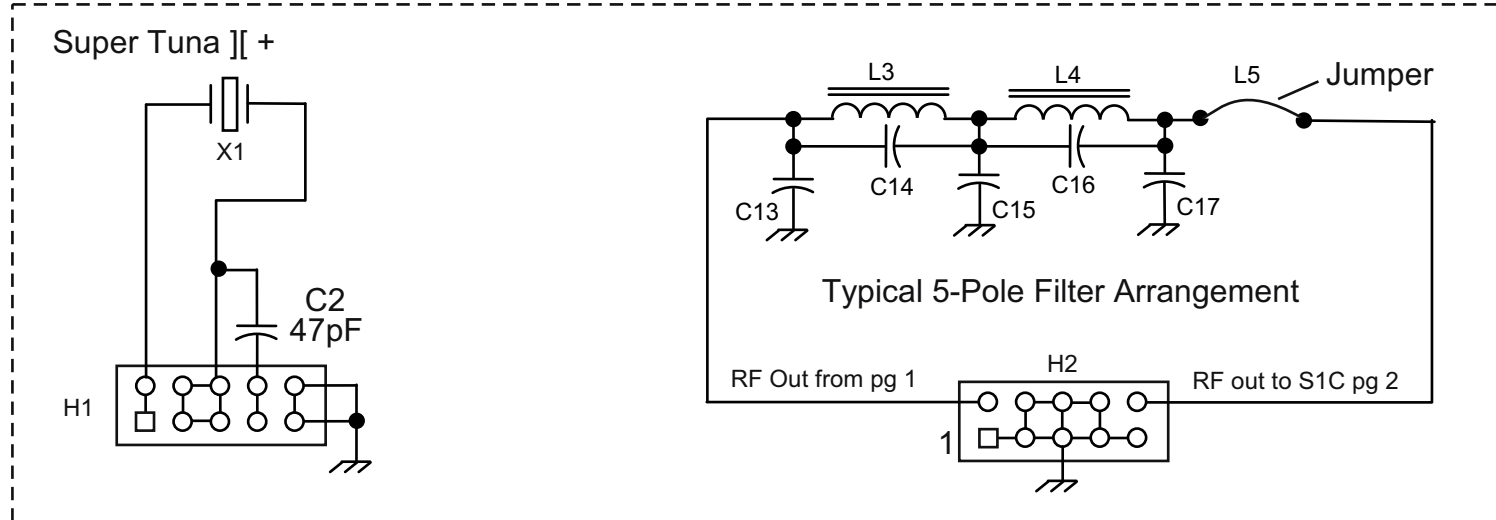 Super Tuna ][ +
X1
C2
47pF
H1
L3
L4
L5
Jumper
C13
C14
C15
C16
C17
Typical 5-Pole Filter Arrangement
RF Out from pg 1
H2
RF out to S1C pg 2
1